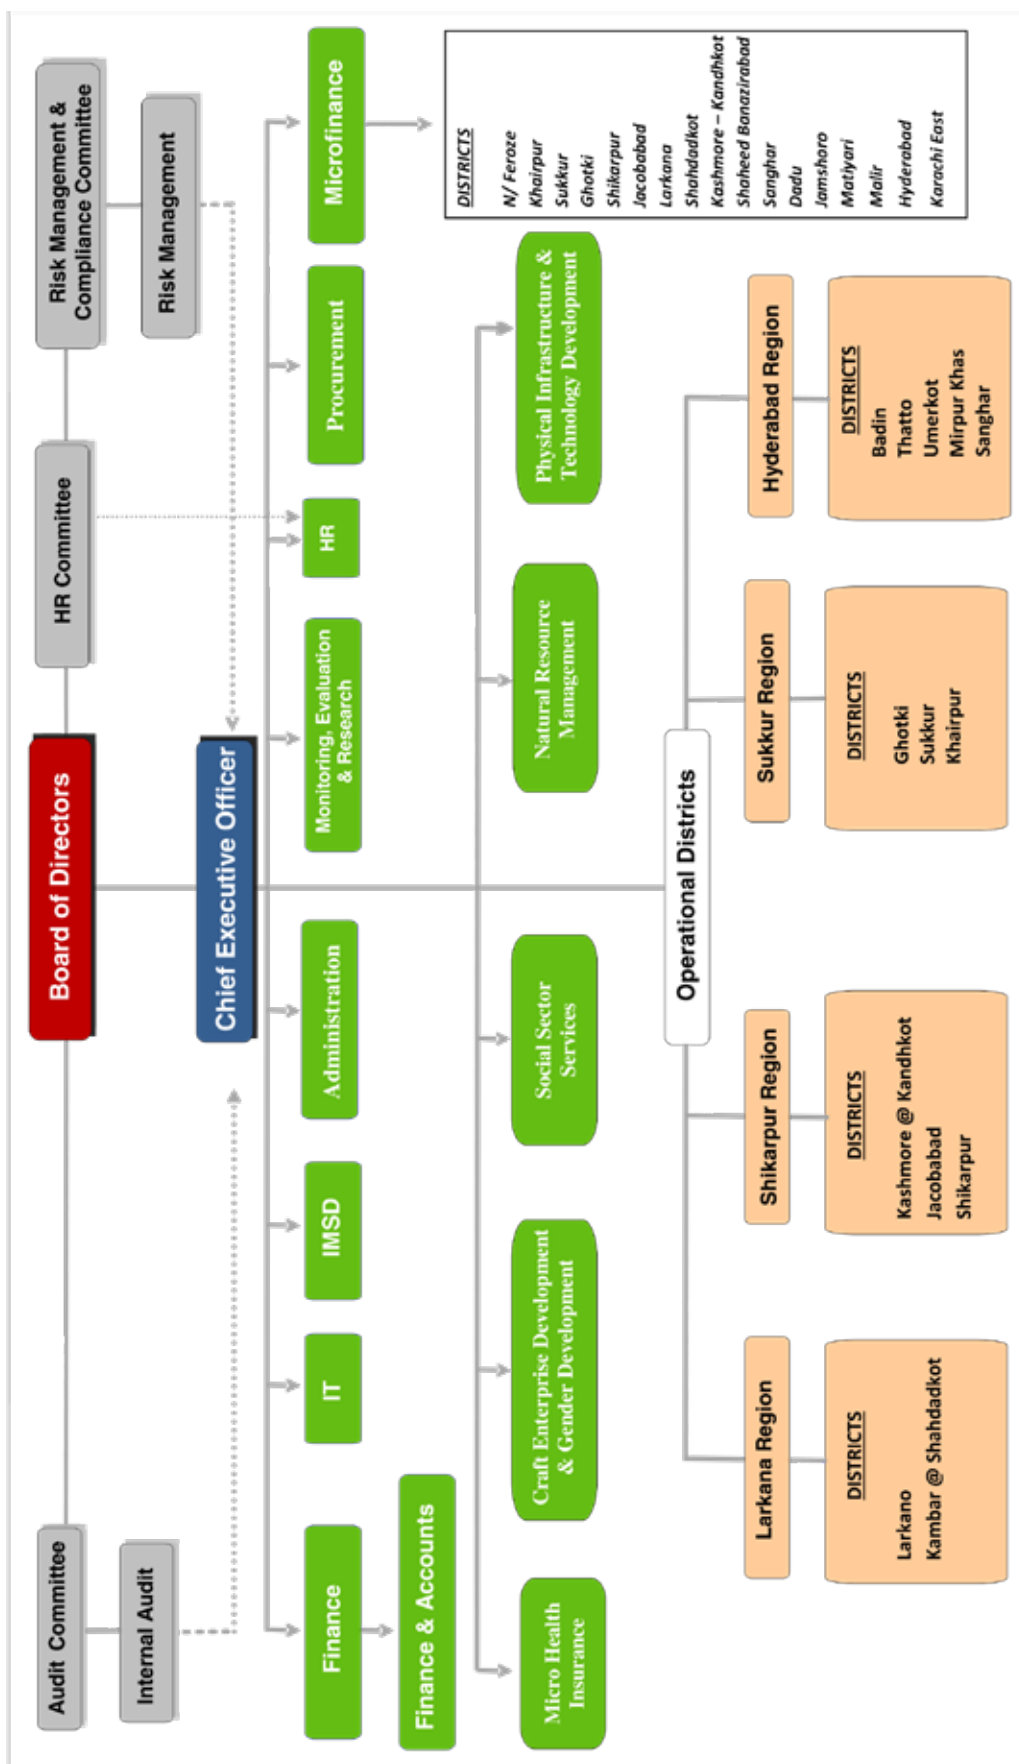 Board of Directors
Audit Committee
Internal Audit
HR Committee
Risk Management &
Compliance Committee
Risk Management
Chief Executive Officer
Finance
Finance & Accounts
IT
IMSD
Administration
Monitoring, Evaluation
& Research
HR
Procurement
Microfinance
DISTRICTS
N/ Feroze
Khairpur
Sukkur
Ghotki
Shikarpur
Jacobabad
Larkana
Shahdadkot
Kashmore – Kandhkot
Shaheed Banazirabad
Sanghar
Dadu
Jamshoro
Matiyari
Malir
Hyderabad
Karachi East
Micro Health
Insurance
Craft Enterprise Development
& Gender Development
Social Sector
Services
Natural Resource
Management
Physical Infrastructure &
Technology Development
Operational Districts
Larkana Region
DISTRICTS
Larkano
Kambar @ Shahdadkot
Shikarpur Region
DISTRICTS
Kashmore @ Kandhkot
Jacobabad
Shikarpur
Sukkur Region
DISTRICTS
Ghotki
Sukkur
Khairpur
Hyderabad Region
DISTRICTS
Badin
Thatto
Umerkot
Mirpur Khas
Sanghar